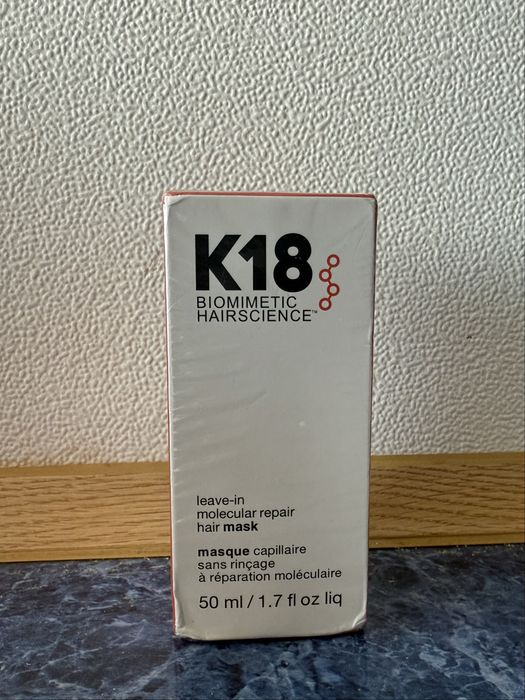 K18
BIOMIMETIC
HAIRSCIENCE™
leave-in
molecular repair
hair mask
masque capillaire
sans rinçage
à réparation moléculaire
50 ml / 1.7 fl oz liq